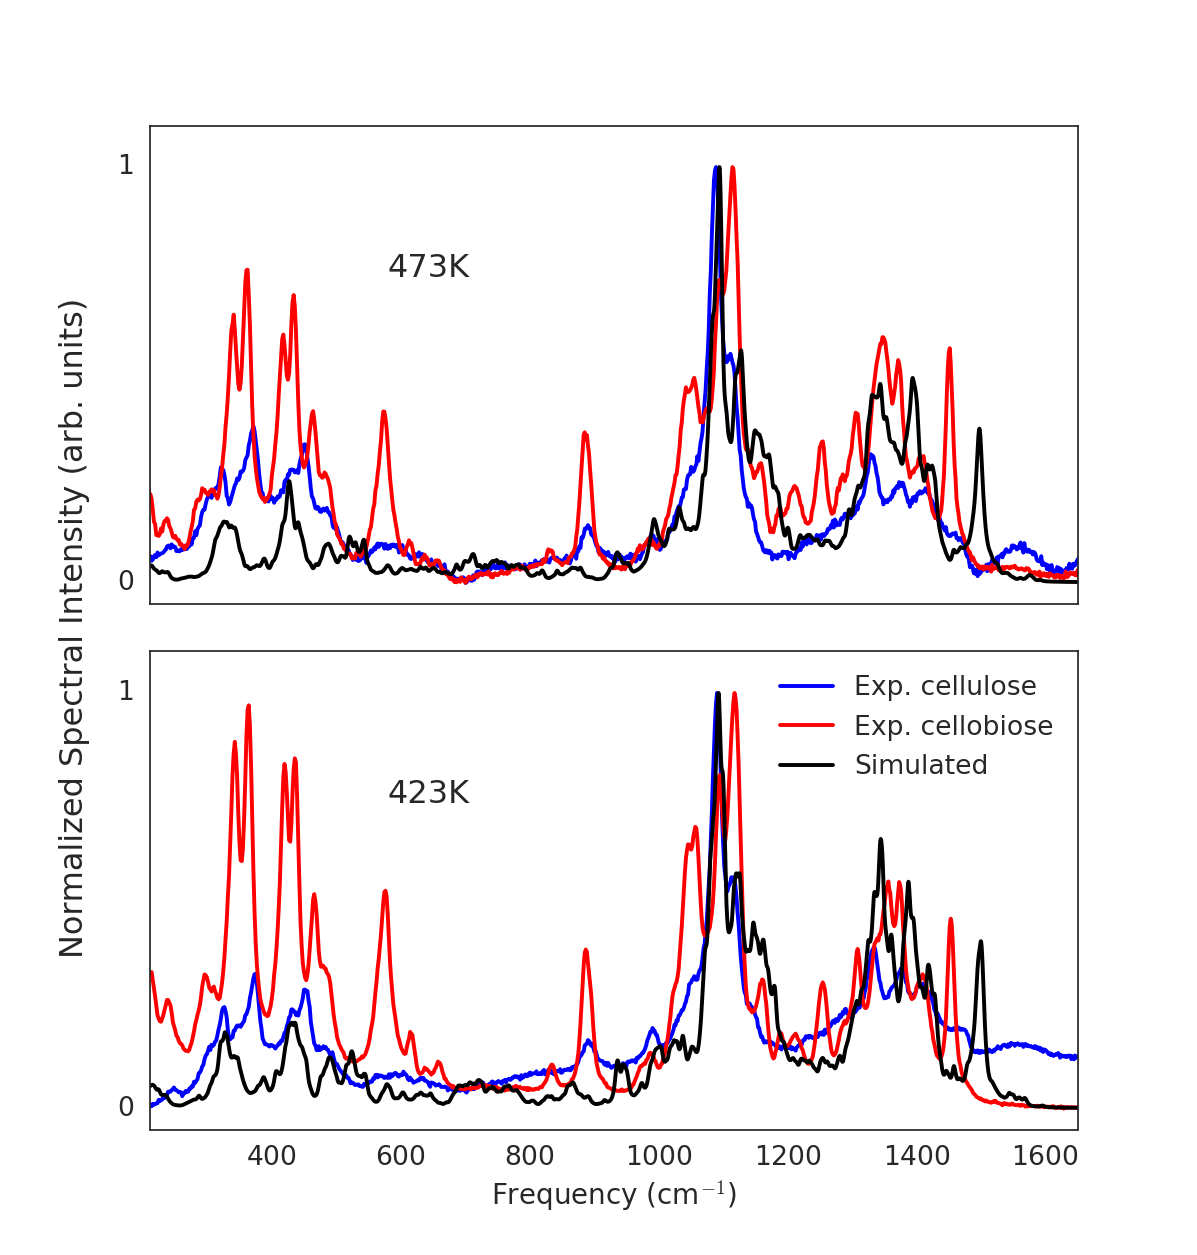 Normalized Spectral Intensity (arb. units)
1
473K
0
1
Exp. cellulose
Exp. cellobiose
Simulated
423K
0
400 600 800 1000 1200 1400 1600
Frequency (cm⁻¹)